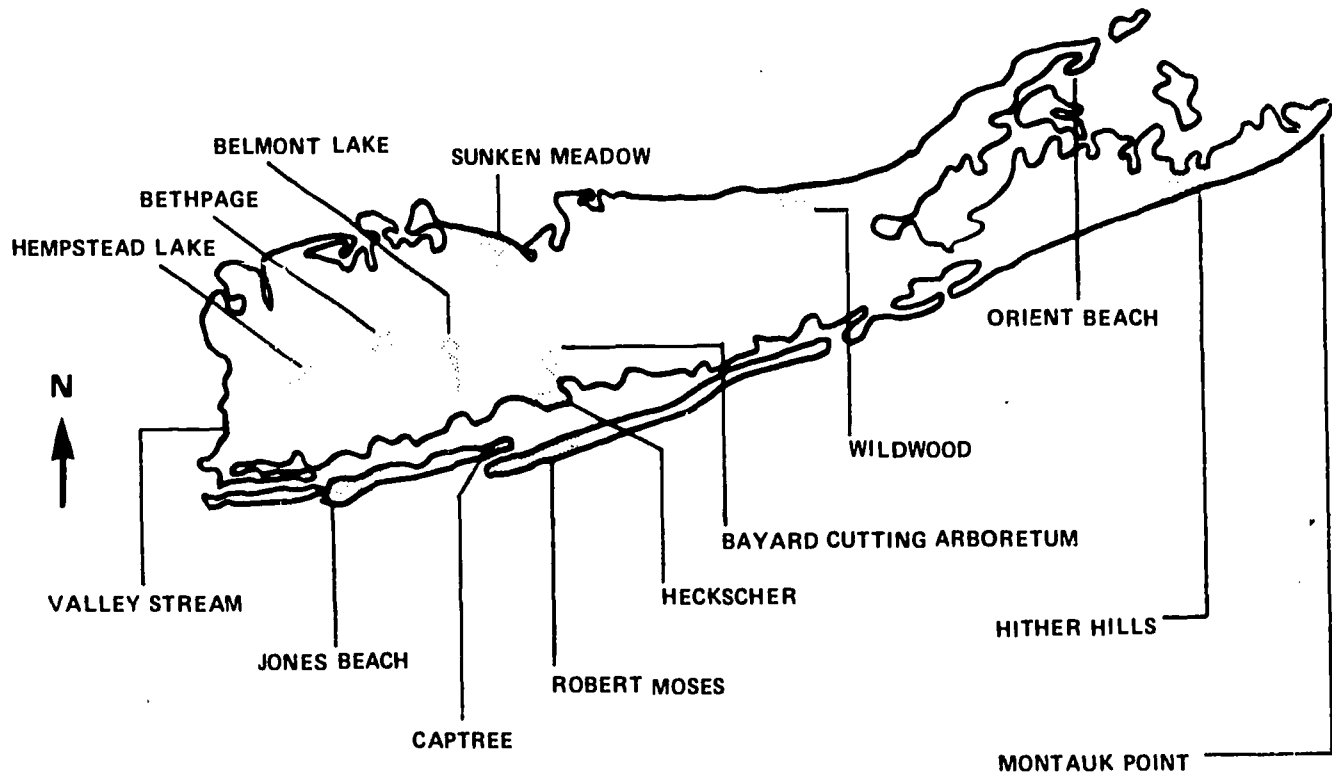 BELMONT LAKE
SUNKEN MEADOW
BETHPAGE
HEMPSTEAD LAKE
ORIENT BEACH
N
WILDWOOD
BAYARD CUTTING ARBORETUM
HECKSCHER
VALLEY STREAM
HITHER HILLS
JONES BEACH
ROBERT MOSES
CAPTREE
MONTAUK POINT